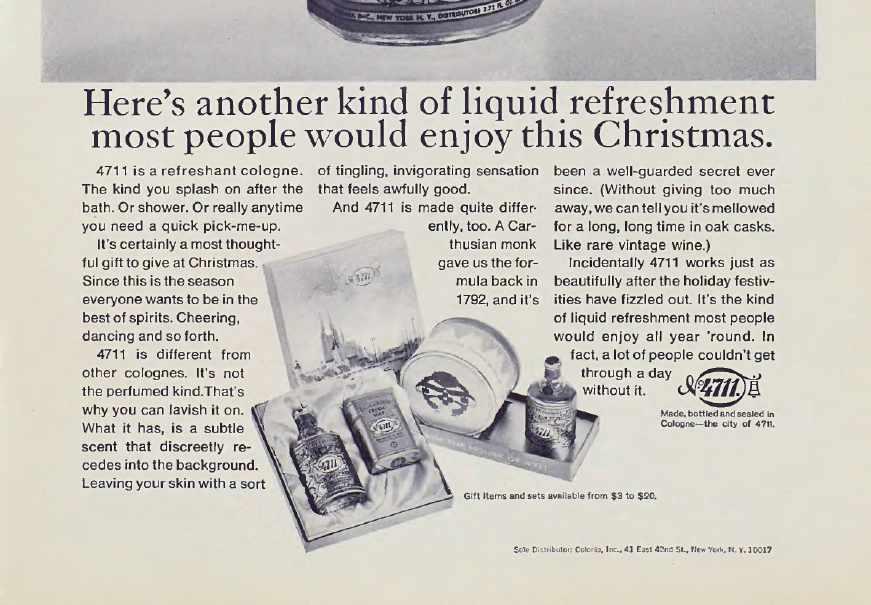 INC., NEW YORK N. Y., DISTRIBUTORS 2.71 FL. OZ.
Here's another kind of liquid refreshment
most people would enjoy this Christmas.
4711 is a refreshant cologne.
The kind you splash on after the
bath. Or shower. Or really anytime
you need a quick pick-me-up.
It's certainly a most thought-
ful gift to give at Christmas.
Since this is the season
everyone wants to be in the
best of spirits. Cheering,
dancing and so forth.
4711 is different from
other colognes. It's not
the perfumed kind.That's
why you can lavish it on.
What it has, is a subtle
scent that discreetly re-
cedes into the background.
Leaving your skin with a sort
of tingling, invigorating sensation
that feels awfully good.
And 4711 is made quite differ-
ently, too. A Car-
thusian monk
gave us the for-
mula back in
1792, and it's
been a well-guarded secret ever
since. (Without giving too much
away, we can tell you it's mellowed
for a long, long time in oak casks.
Like rare vintage wine.)
Incidentally 4711 works just as
beautifully after the holiday festiv-
ities have fizzled out. It's the kind
of liquid refreshment most people
would enjoy all year 'round. In
fact, a lot of people couldn't get
through a day
without it.
Nº 4711.
Made, bottled and sealed in
Cologne—the city of 4711.
4711
4711
Gift items and sets available from $3 to $20.
Sole Distributor: Colonia, Inc., 41 East 42nd St., New York, N. Y. 10017